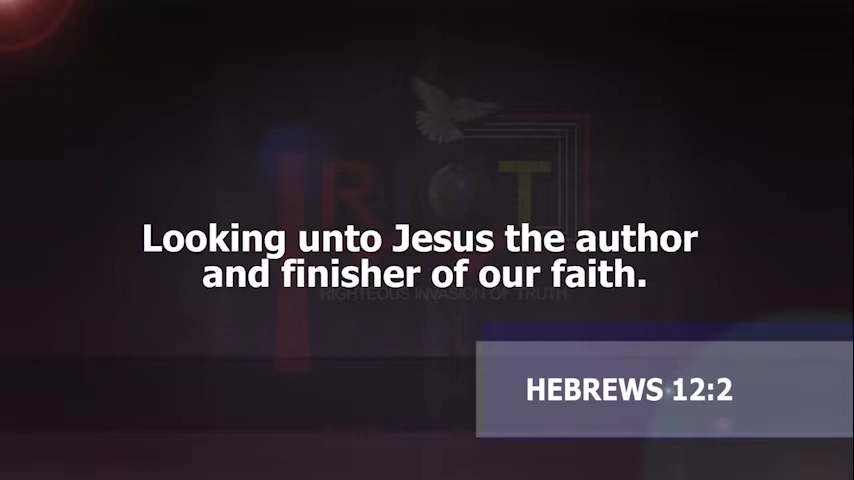 RIOT
Looking unto Jesus the author
and finisher of our faith.
RIGHTEOUS INVASION OF TRUTH
HEBREWS 12:2